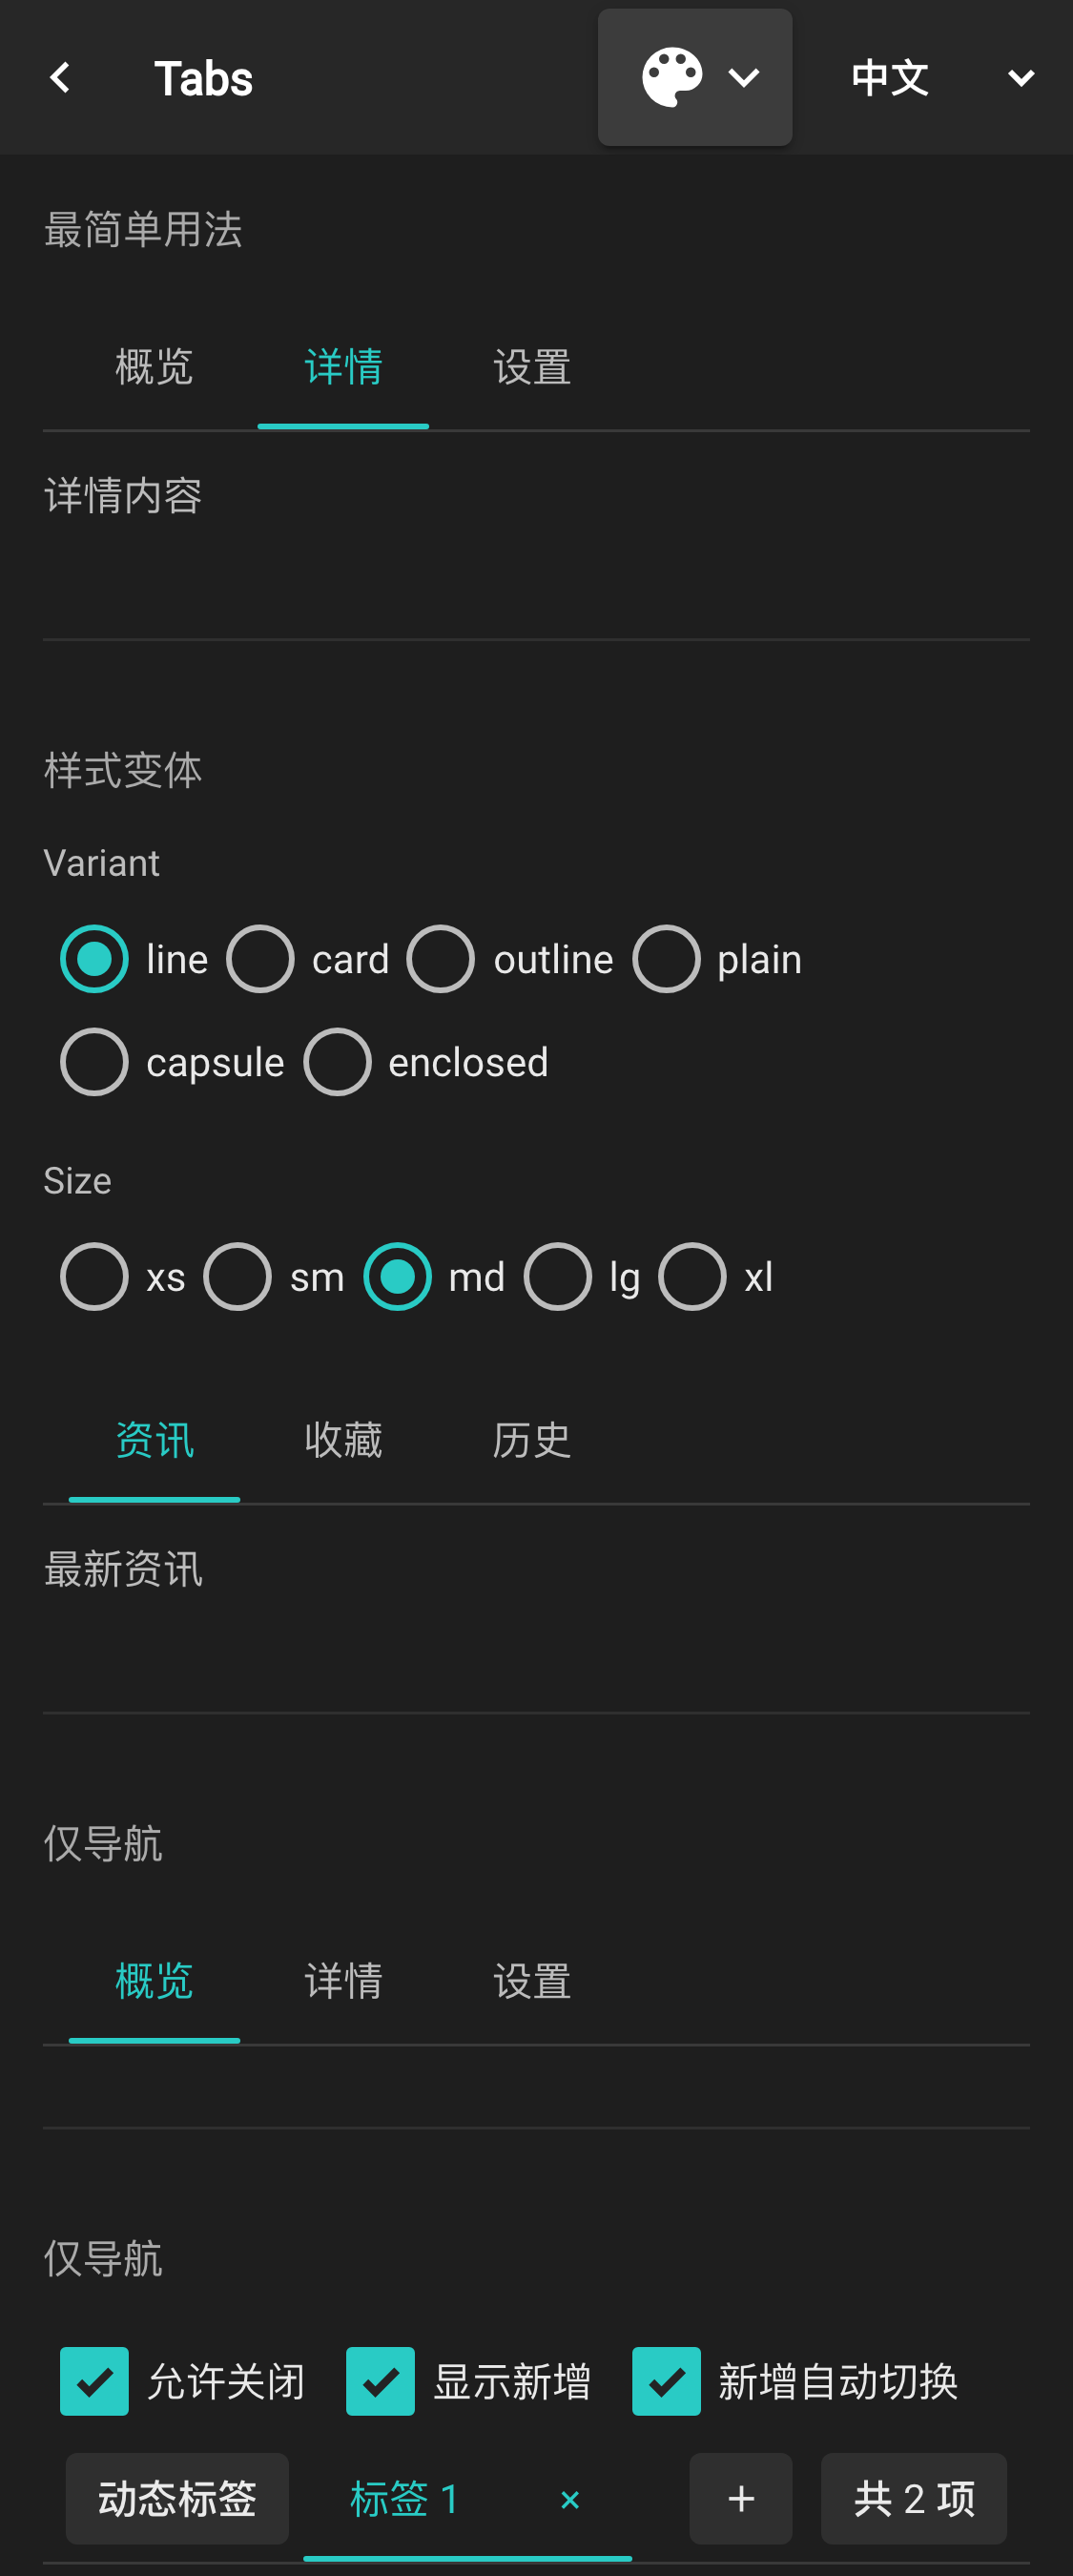 Tabs 中文
最简单用法
概览 详情 设置
详情内容
样式变体
Variant
line card outline plain
capsule enclosed
Size
xs sm md lg xl
资讯 收藏 历史
最新资讯
仅导航
概览 详情 设置
仅导航
允许关闭 显示新增 新增自动切换
动态标签 标签 1 × + 共 2 项